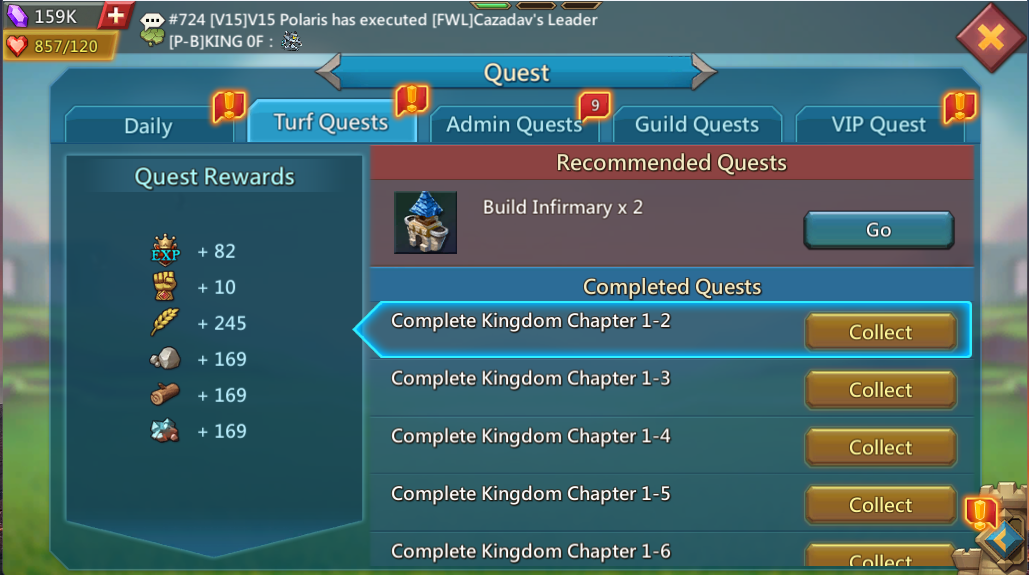 159K
857/120
#724 [V15]V15 Polaris has executed [FWL]Cazadav's Leader
[P-B]KING 0F :
Quest
Daily
Turf Quests
Admin Quests
9
Guild Quests
VIP Quest
Quest Rewards
EXP + 82
+ 10
+ 245
+ 169
+ 169
+ 169
Recommended Quests
Build Infirmary x 2
Go
Completed Quests
Complete Kingdom Chapter 1-2
Collect
Complete Kingdom Chapter 1-3
Collect
Complete Kingdom Chapter 1-4
Collect
Complete Kingdom Chapter 1-5
Collect
Complete Kingdom Chapter 1-6
Collect